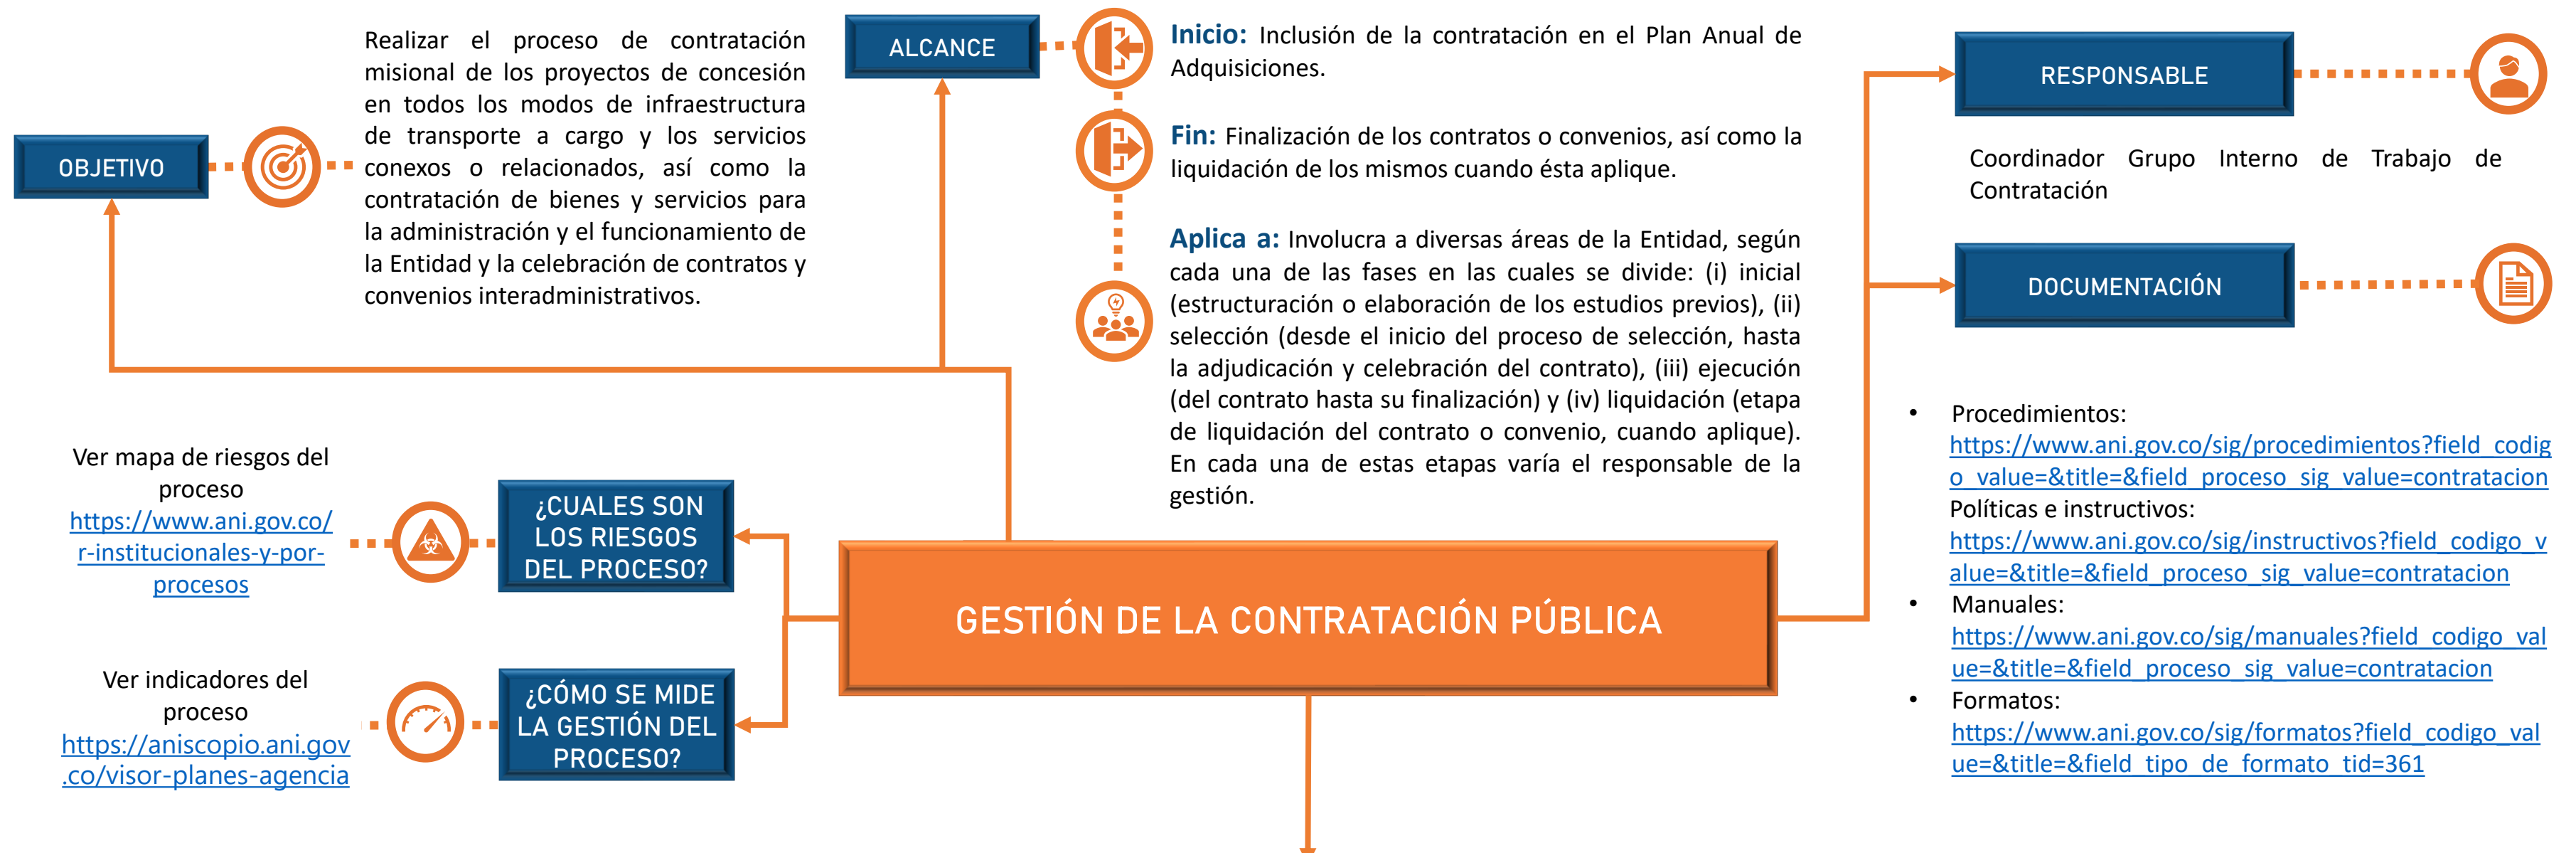 OBJETIVO
Realizar el proceso de contratación
misional de los proyectos de concesión
en todos los modos de infraestructura
de transporte a cargo y los servicios
conexos o relacionados, así como la
contratación de bienes y servicios para
la administración y el funcionamiento de
la Entidad y la celebración de contratos y
convenios interadministrativos.
ALCANCE
Inicio: Inclusión de la contratación en el Plan Anual de
Adquisiciones.
Fin: Finalización de los contratos o convenios, así como la
liquidación de los mismos cuando ésta aplique.
Aplica a: Involucra a diversas áreas de la Entidad, según
cada una de las fases en las cuales se divide: (i) inicial
(estructuración o elaboración de los estudios previos), (ii)
selección (desde el inicio del proceso de selección, hasta
la adjudicación y celebración del contrato), (iii) ejecución
(del contrato hasta su finalización) y (iv) liquidación (etapa
de liquidación del contrato o convenio, cuando aplique).
En cada una de estas etapas varía el responsable de la
gestión.
RESPONSABLE
Coordinador Grupo Interno de Trabajo de
Contratación
DOCUMENTACIÓN
• Procedimientos:
https://www.ani.gov.co/sig/procedimientos?field_codig
o_value=&title=&field_proceso_sig_value=contratacion
Políticas e instructivos:
https://www.ani.gov.co/sig/instructivos?field_codigo_v
alue=&title=&field_proceso_sig_value=contratacion
• Manuales:
https://www.ani.gov.co/sig/manuales?field_codigo_val
ue=&title=&field_proceso_sig_value=contratacion
• Formatos:
https://www.ani.gov.co/sig/formatos?field_codigo_val
ue=&title=&field_tipo_de_formato_tid=361
Ver mapa de riesgos del
proceso
https://www.ani.gov.co/
r-institucionales-y-por-
procesos
¿CUALES SON
LOS RIESGOS
DEL PROCESO?
Ver indicadores del
proceso
https://aniscopio.ani.gov
.co/visor-planes-agencia
¿CÓMO SE MIDE
LA GESTIÓN DEL
PROCESO?
GESTIÓN DE LA CONTRATACIÓN PÚBLICA